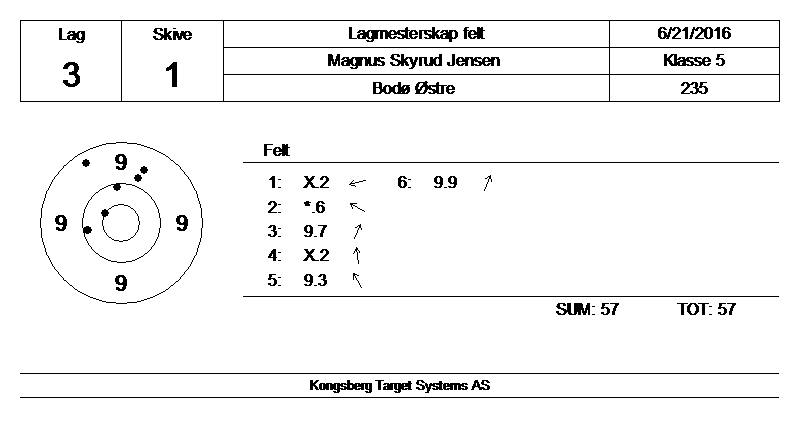 Lag Skive Lagmesterskap felt 6/21/2016
3 1 Magnus Skyrud Jensen Klasse 5
Bodø Østre 235
Felt
9
9 9
9
1: X.2 6: 9.9
2: *.6
3: 9.7
4: X.2
5: 9.3
SUM: 57 TOT: 57
Kongsberg Target Systems AS